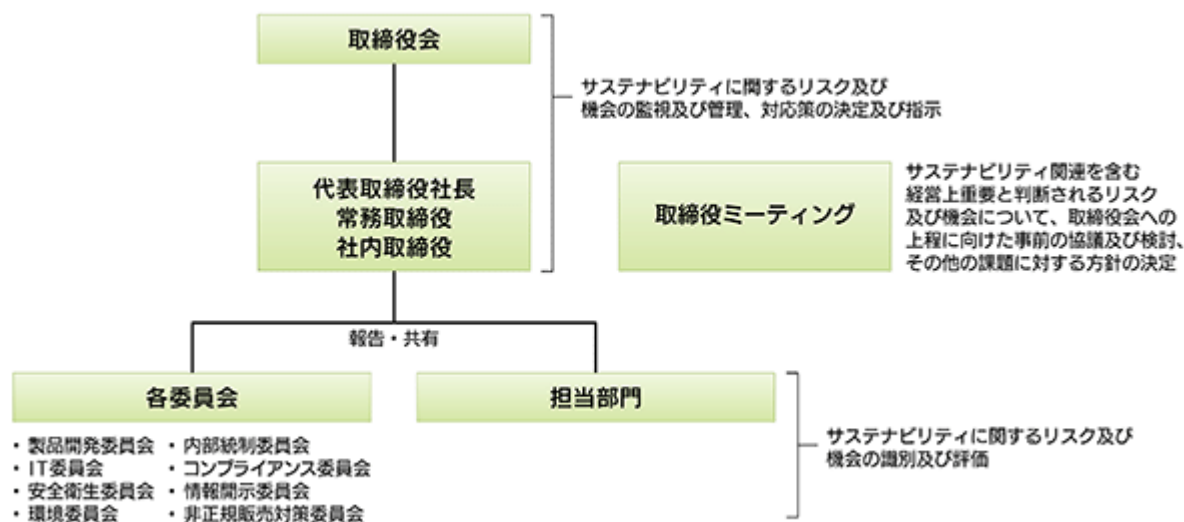 取締役会
サステナビリティに関するリスク及び
機会の監視及び管理、対応策の決定及び指示
代表取締役社長
常務取締役
社内取締役
取締役ミーティング
サステナビリティ関連を含む
経営上重要と判断されるリスク
及び機会について、取締役会への
上程に向けた事前の協議及び検討、
その他の課題に対する方針の決定
報告・共有
各委員会
担当部門
・製品開発委員会 ・内部統制委員会
・IT委員会 ・コンプライアンス委員会
・安全衛生委員会 ・情報開示委員会
・環境委員会 ・非正規販売対策委員会
サステナビリティに関するリスク及び
機会の識別及び評価